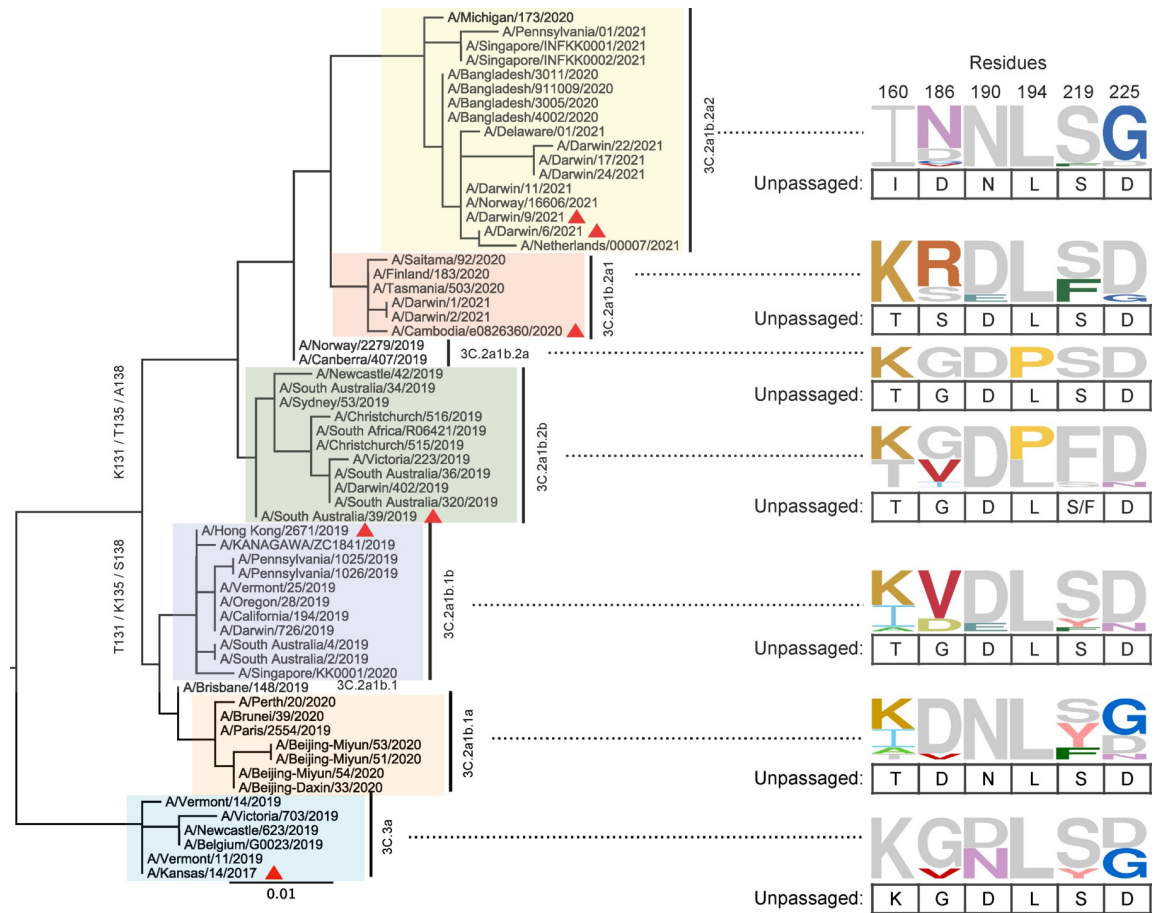 A/Michigan/173/2020
A/Pennsylvania/01/2021
A/Singapore/INFKK0001/2021
A/Singapore/INFKK0002/2021
A/Bangladesh/3011/2020
A/Bangladesh/911009/2020
A/Bangladesh/3005/2020
A/Bangladesh/4002/2020
A/Delaware/01/2021
A/Darwin/22/2021
A/Darwin/17/2021
A/Darwin/24/2021
A/Darwin/11/2021
A/Norway/16606/2021
A/Darwin/9/2021
A/Darwin/6/2021
A/Netherlands/00007/2021
3C.2a1b.2a2
A/Saitama/92/2020
A/Finland/183/2020
A/Tasmania/503/2020
A/Darwin/1/2021
A/Darwin/2/2021
A/Cambodia/e0826360/2020
3C.2a1b.2a1
A/Norway/2279/2019
A/Canberra/407/2019
3C.2a1b.2a
A/Newcastle/42/2019
A/South Australia/34/2019
A/Sydney/53/2019
A/Christchurch/516/2019
A/South Africa/R06421/2019
A/Christchurch/515/2019
A/Victoria/223/2019
A/South Australia/36/2019
A/Darwin/402/2019
A/South Australia/320/2019
A/South Australia/39/2019
3C.2a1b.2b
K131 / T135 / A138
A/Hong Kong/2671/2019
A/KANAGAWA/ZC1841/2019
A/Pennsylvania/1025/2019
A/Pennsylvania/1026/2019
A/Vermont/25/2019
A/Oregon/28/2019
A/California/194/2019
A/Darwin/726/2019
A/South Australia/4/2019
A/South Australia/2/2019
A/Singapore/KK0001/2020
3C.2a1b.1b
T131 / K135 / S138
A/Brisbane/148/2019
3C.2a1b.1
A/Perth/20/2020
A/Brunei/39/2020
A/Paris/2554/2019
A/Beijing-Miyun/53/2020
A/Beijing-Miyun/51/2020
A/Beijing-Miyun/54/2020
A/Beijing-Daxin/33/2020
3C.2a1b.1a
A/Vermont/14/2019
A/Victoria/703/2019
A/Newcastle/623/2019
A/Belgium/G0023/2019
A/Vermont/11/2019
A/Kansas/14/2017
3C.3a
0.01
Residues
160 186 190 194 219 225
I N N L S G
D D
Unpassaged: I D N L S D
K R D L S D
S E F G
Unpassaged: T S D L S D
K G D P S D
Unpassaged: T G D L S D
K G D P F D
T V L S N
Unpassaged: T G D L S/F D
K V D L S D
I D E Y N
A
Unpassaged: T G D L S D
K D N L S G
I V Y D
A F N
Unpassaged: T D N L S D
K G D L S D
V N Y G
Unpassaged: K G D L S D